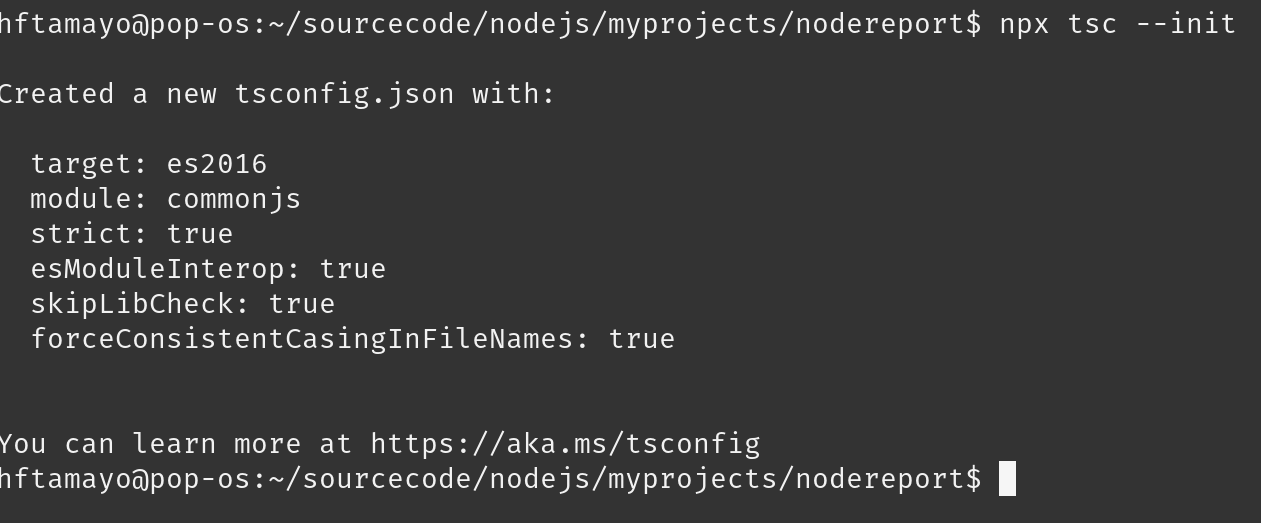 hftamayo@pop-os:~/sourcecode/nodejs/myprojects/nodereport$ npx tsc --init
Created a new tsconfig.json with:
target: es2016
module: commonjs
strict: true
esModuleInterop: true
skipLibCheck: true
forceConsistentCasingInFileNames: true
You can learn more at https://aka.ms/tsconfig
hftamayo@pop-os:~/sourcecode/nodejs/myprojects/nodereport$